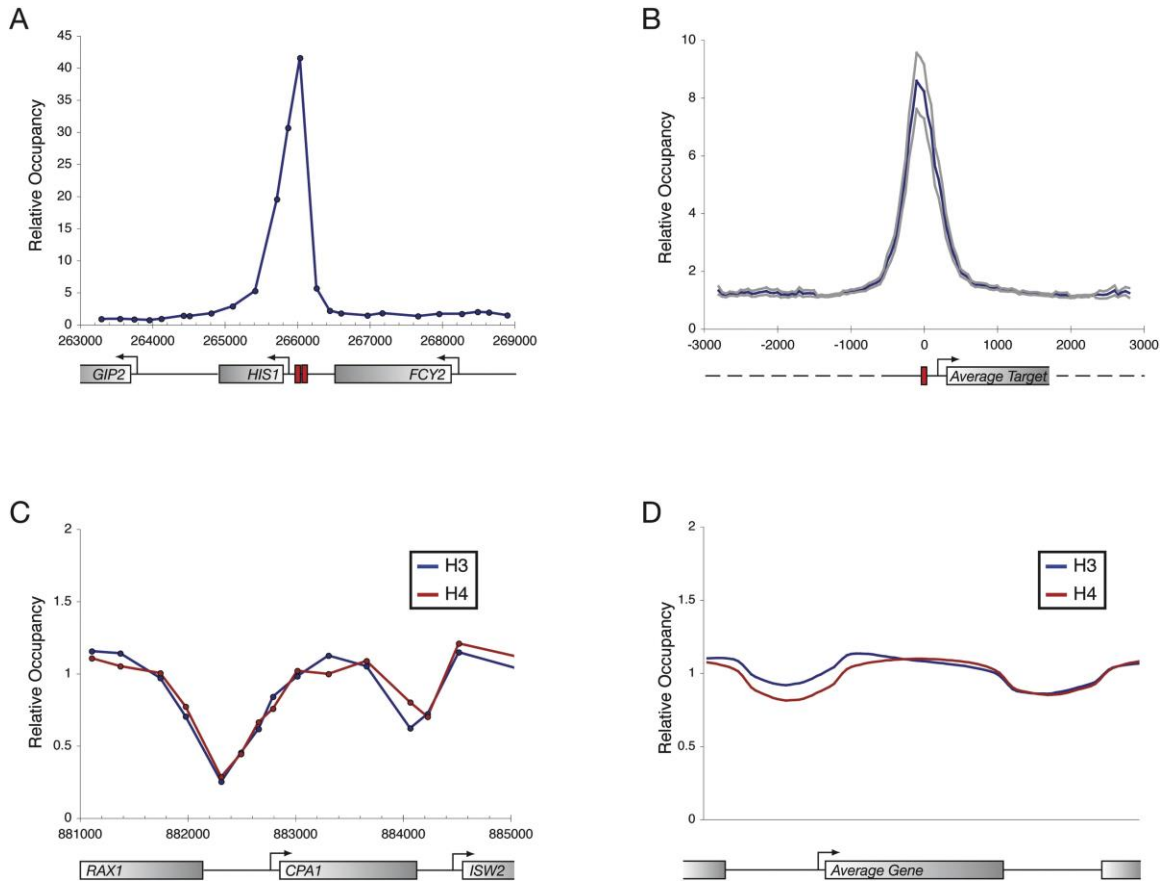 A
Relative Occupancy
45
40
35
30
25
20
15
10
5
0
263000 264000 265000 266000 267000 268000 269000
GIP2 HIS1 FCY2
B
Relative Occupancy
10
8
6
4
2
0
-3000 -2000 -1000 0 1000 2000 3000
Average Target
C
Relative Occupancy
2
1.5
1
0.5
0
H3
H4
881000 882000 883000 884000 885000
RAX1 CPA1 ISW2
D
Relative Occupancy
2
1.5
1
0.5
0
H3
H4
Average Gene